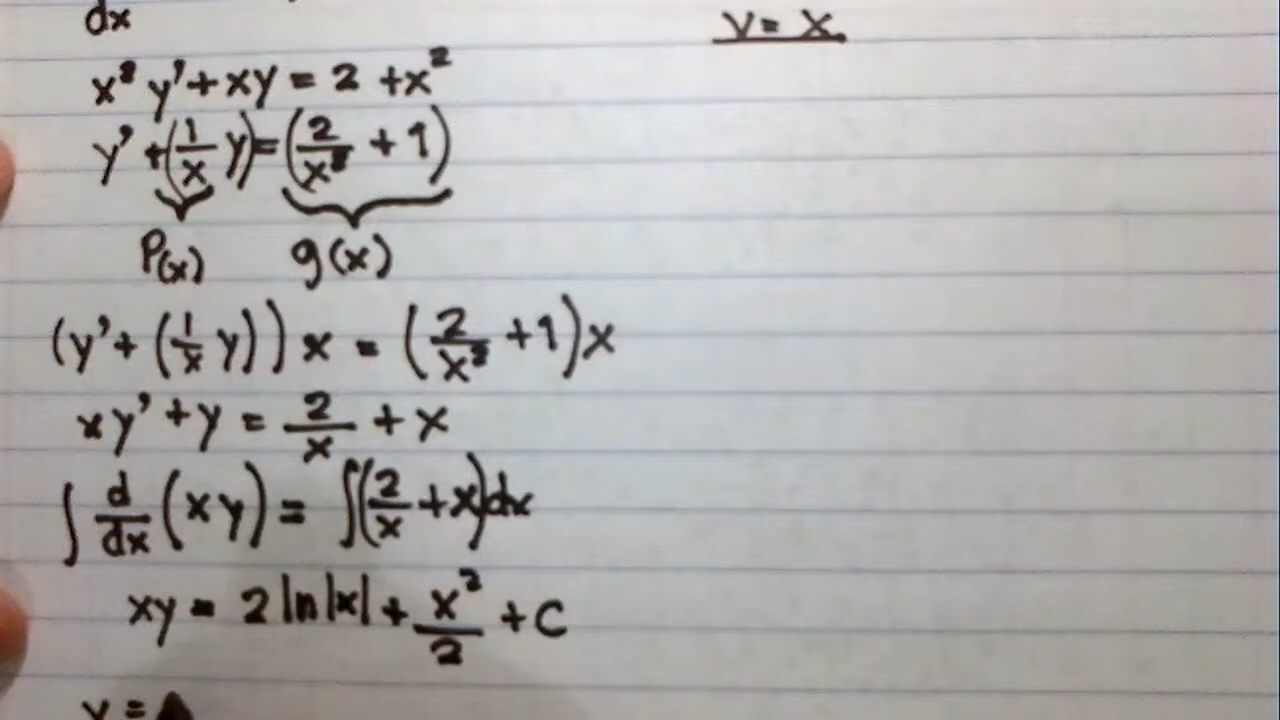 dx
V = x
x² y' + xy = 2 + x²
y' + (1/x y) = (2/x² + 1)
P(x) g(x)
(y' + (1/x y)) x = (2/x² + 1)x
xy' + y = 2/x + x
∫ d/dx (xy) = ∫(2/x + x)dx
xy = 2 ln|x| + x²/2 + C
y =